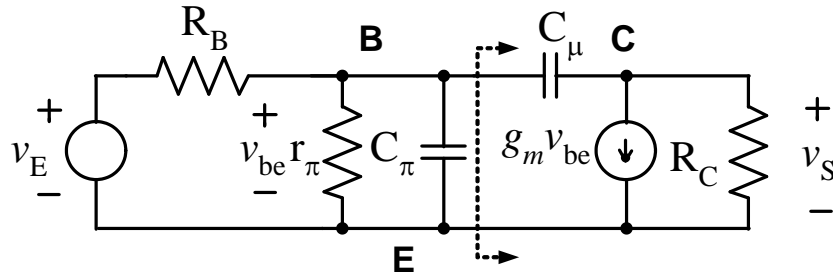 R_B
B
C_μ
C
+
v_E
−
+
v_be
−
r_π
C_π
g_m v_be
R_C
+
v_S
−
E